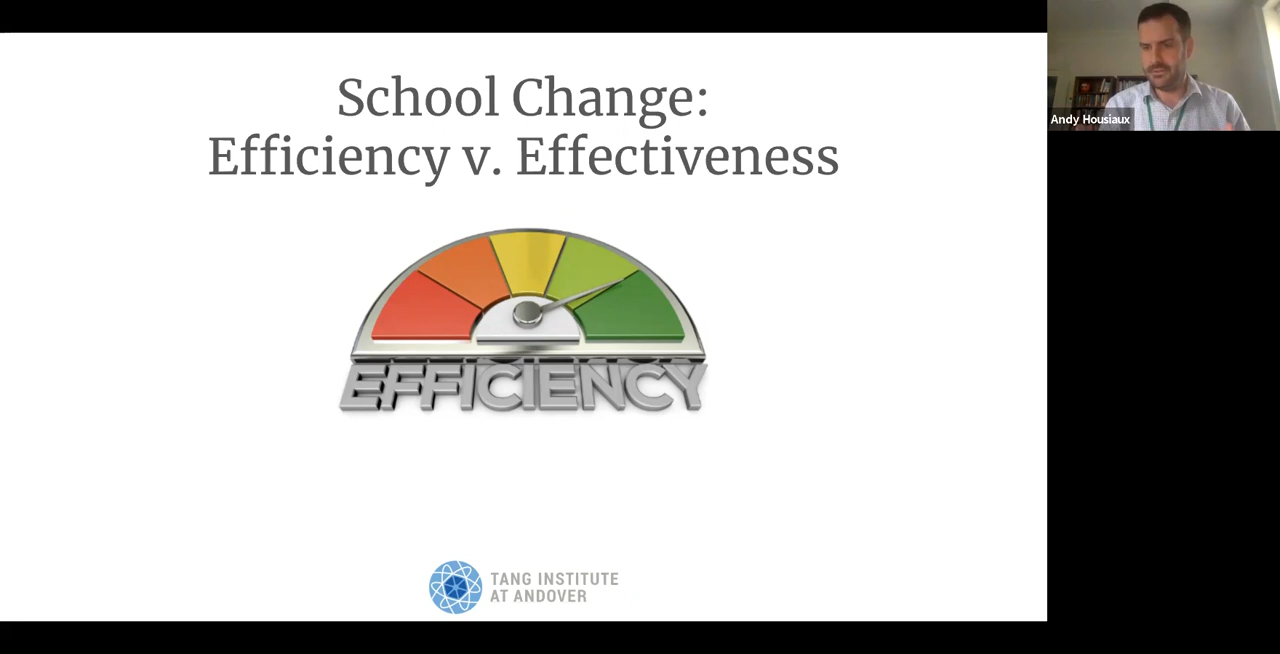 School Change:
Efficiency v. Effectiveness
EFFICIENCY
TANG INSTITUTE
AT ANDOVER
Andy Housiaux